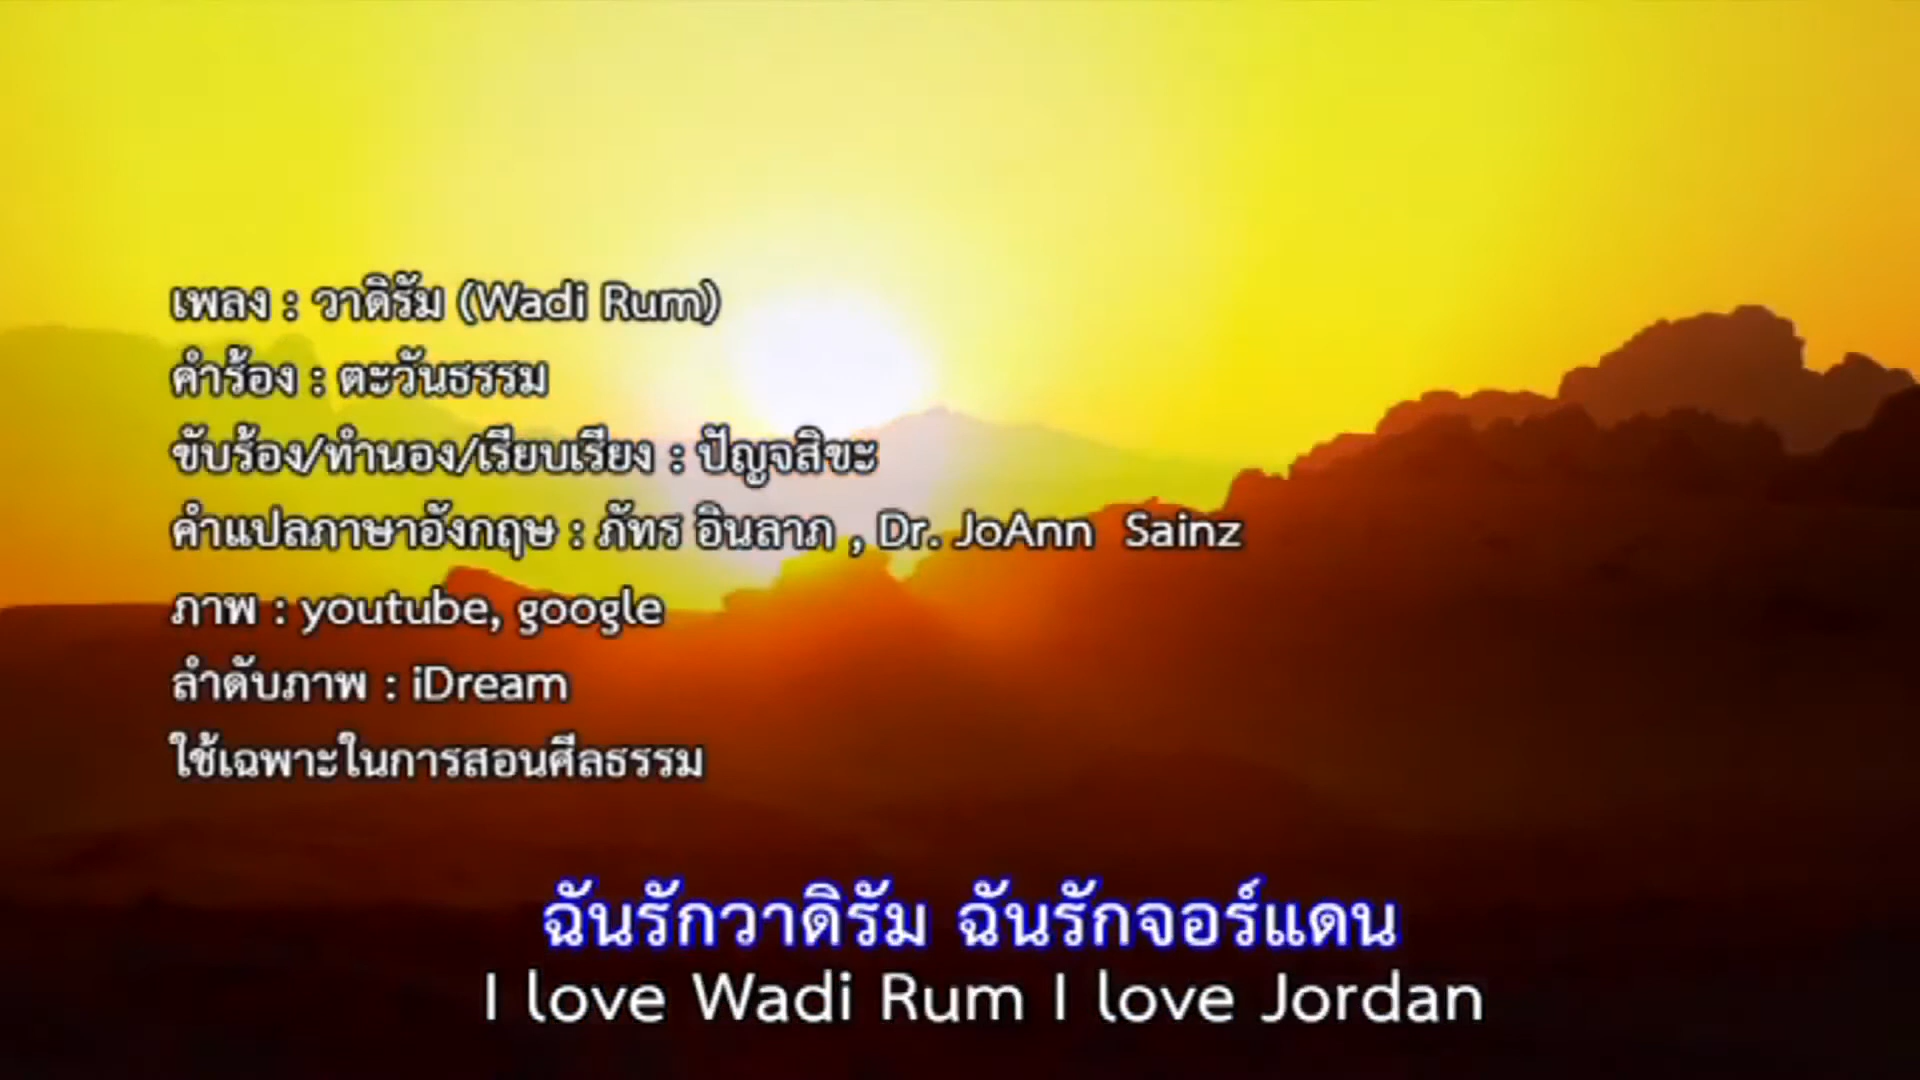 เพลง : วาดิรัม (Wadi Rum)
คำร้อง : ตะวันธรรม
ขับร้อง/ทำนอง/เรียบเรียง : ปัญจสิขะ
คำแปลภาษาอังกฤษ : ภัทร อินลาภ , Dr. JoAnn Sainz
ภาพ : youtube, google
ลำดับภาพ : iDream
ใช้เฉพาะในการสอนศีลธรรม
ฉันรักวาดิรัม ฉันรักจอร์แดน
I love Wadi Rum I love Jordan